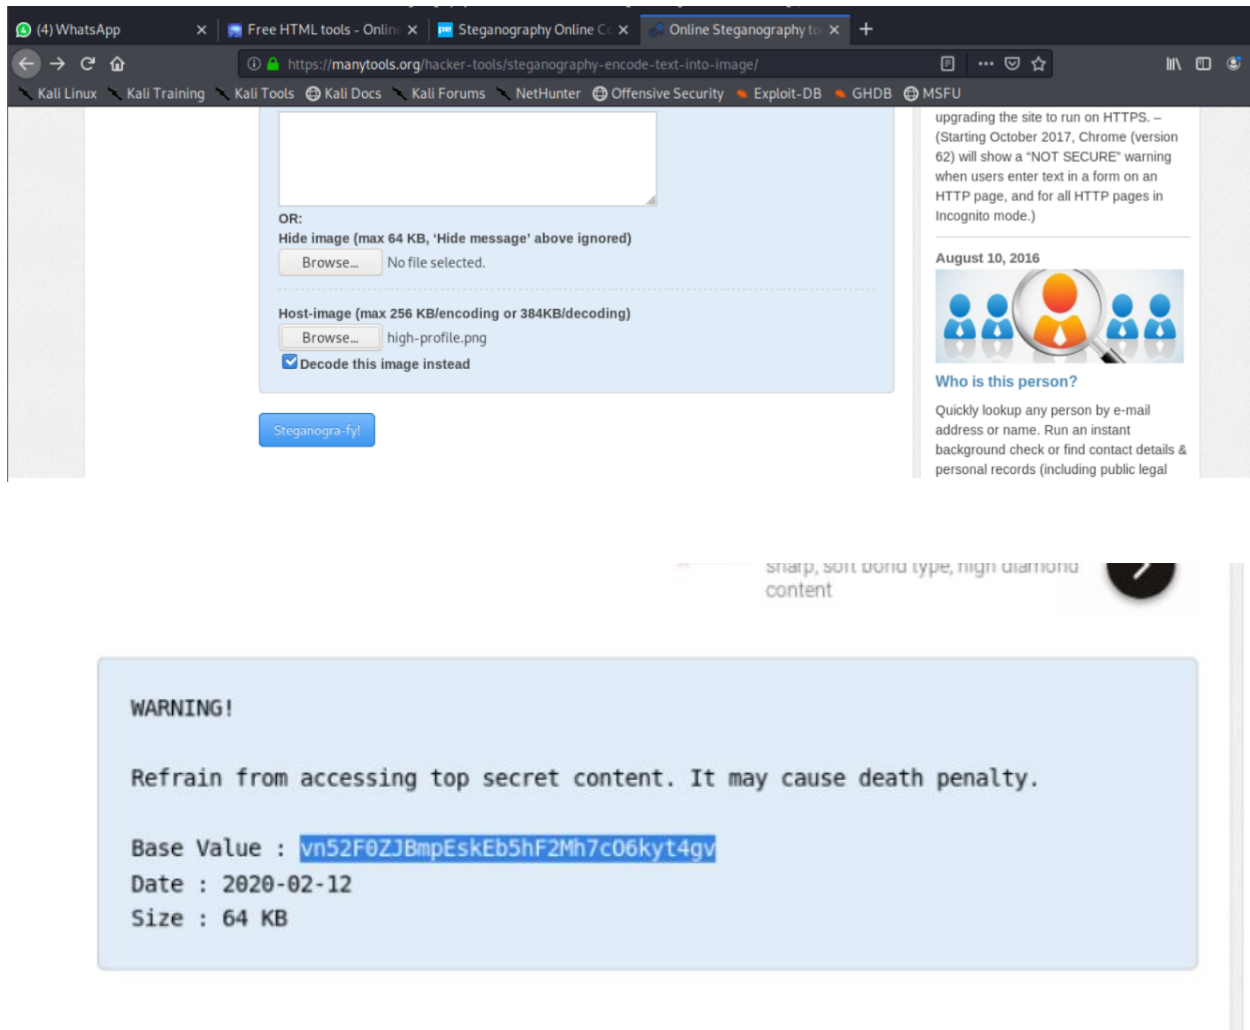 (4) WhatsApp
Free HTML tools - Online
Steganography Online Co
Online Steganography to
https://manytools.org/hacker-tools/steganography-encode-text-into-image/
Kali Linux Kali Training Kali Tools Kali Docs Kali Forums NetHunter Offensive Security Exploit-DB GHDB MSFU
OR:
Hide image (max 64 KB, ‘Hide message’ above ignored)
Browse… No file selected.
Host-image (max 256 KB/encoding or 384KB/decoding)
Browse… high-profile.png
Decode this image instead
Steganogra-fy!
upgrading the site to run on HTTPS. –
(Starting October 2017, Chrome (version
62) will show a “NOT SECURE” warning
when users enter text in a form on an
HTTP page, and for all HTTP pages in
Incognito mode.)
August 10, 2016
Who is this person?
Quickly lookup any person by e-mail
address or name. Run an instant
background check or find contact details &
personal records (including public legal
sharp, soft bond type, high diamond
content
WARNING!
Refrain from accessing top secret content. It may cause death penalty.
Base Value : vn52F0ZJBmpEskEb5hF2Mh7cO6kyt4gv
Date : 2020-02-12
Size : 64 KB